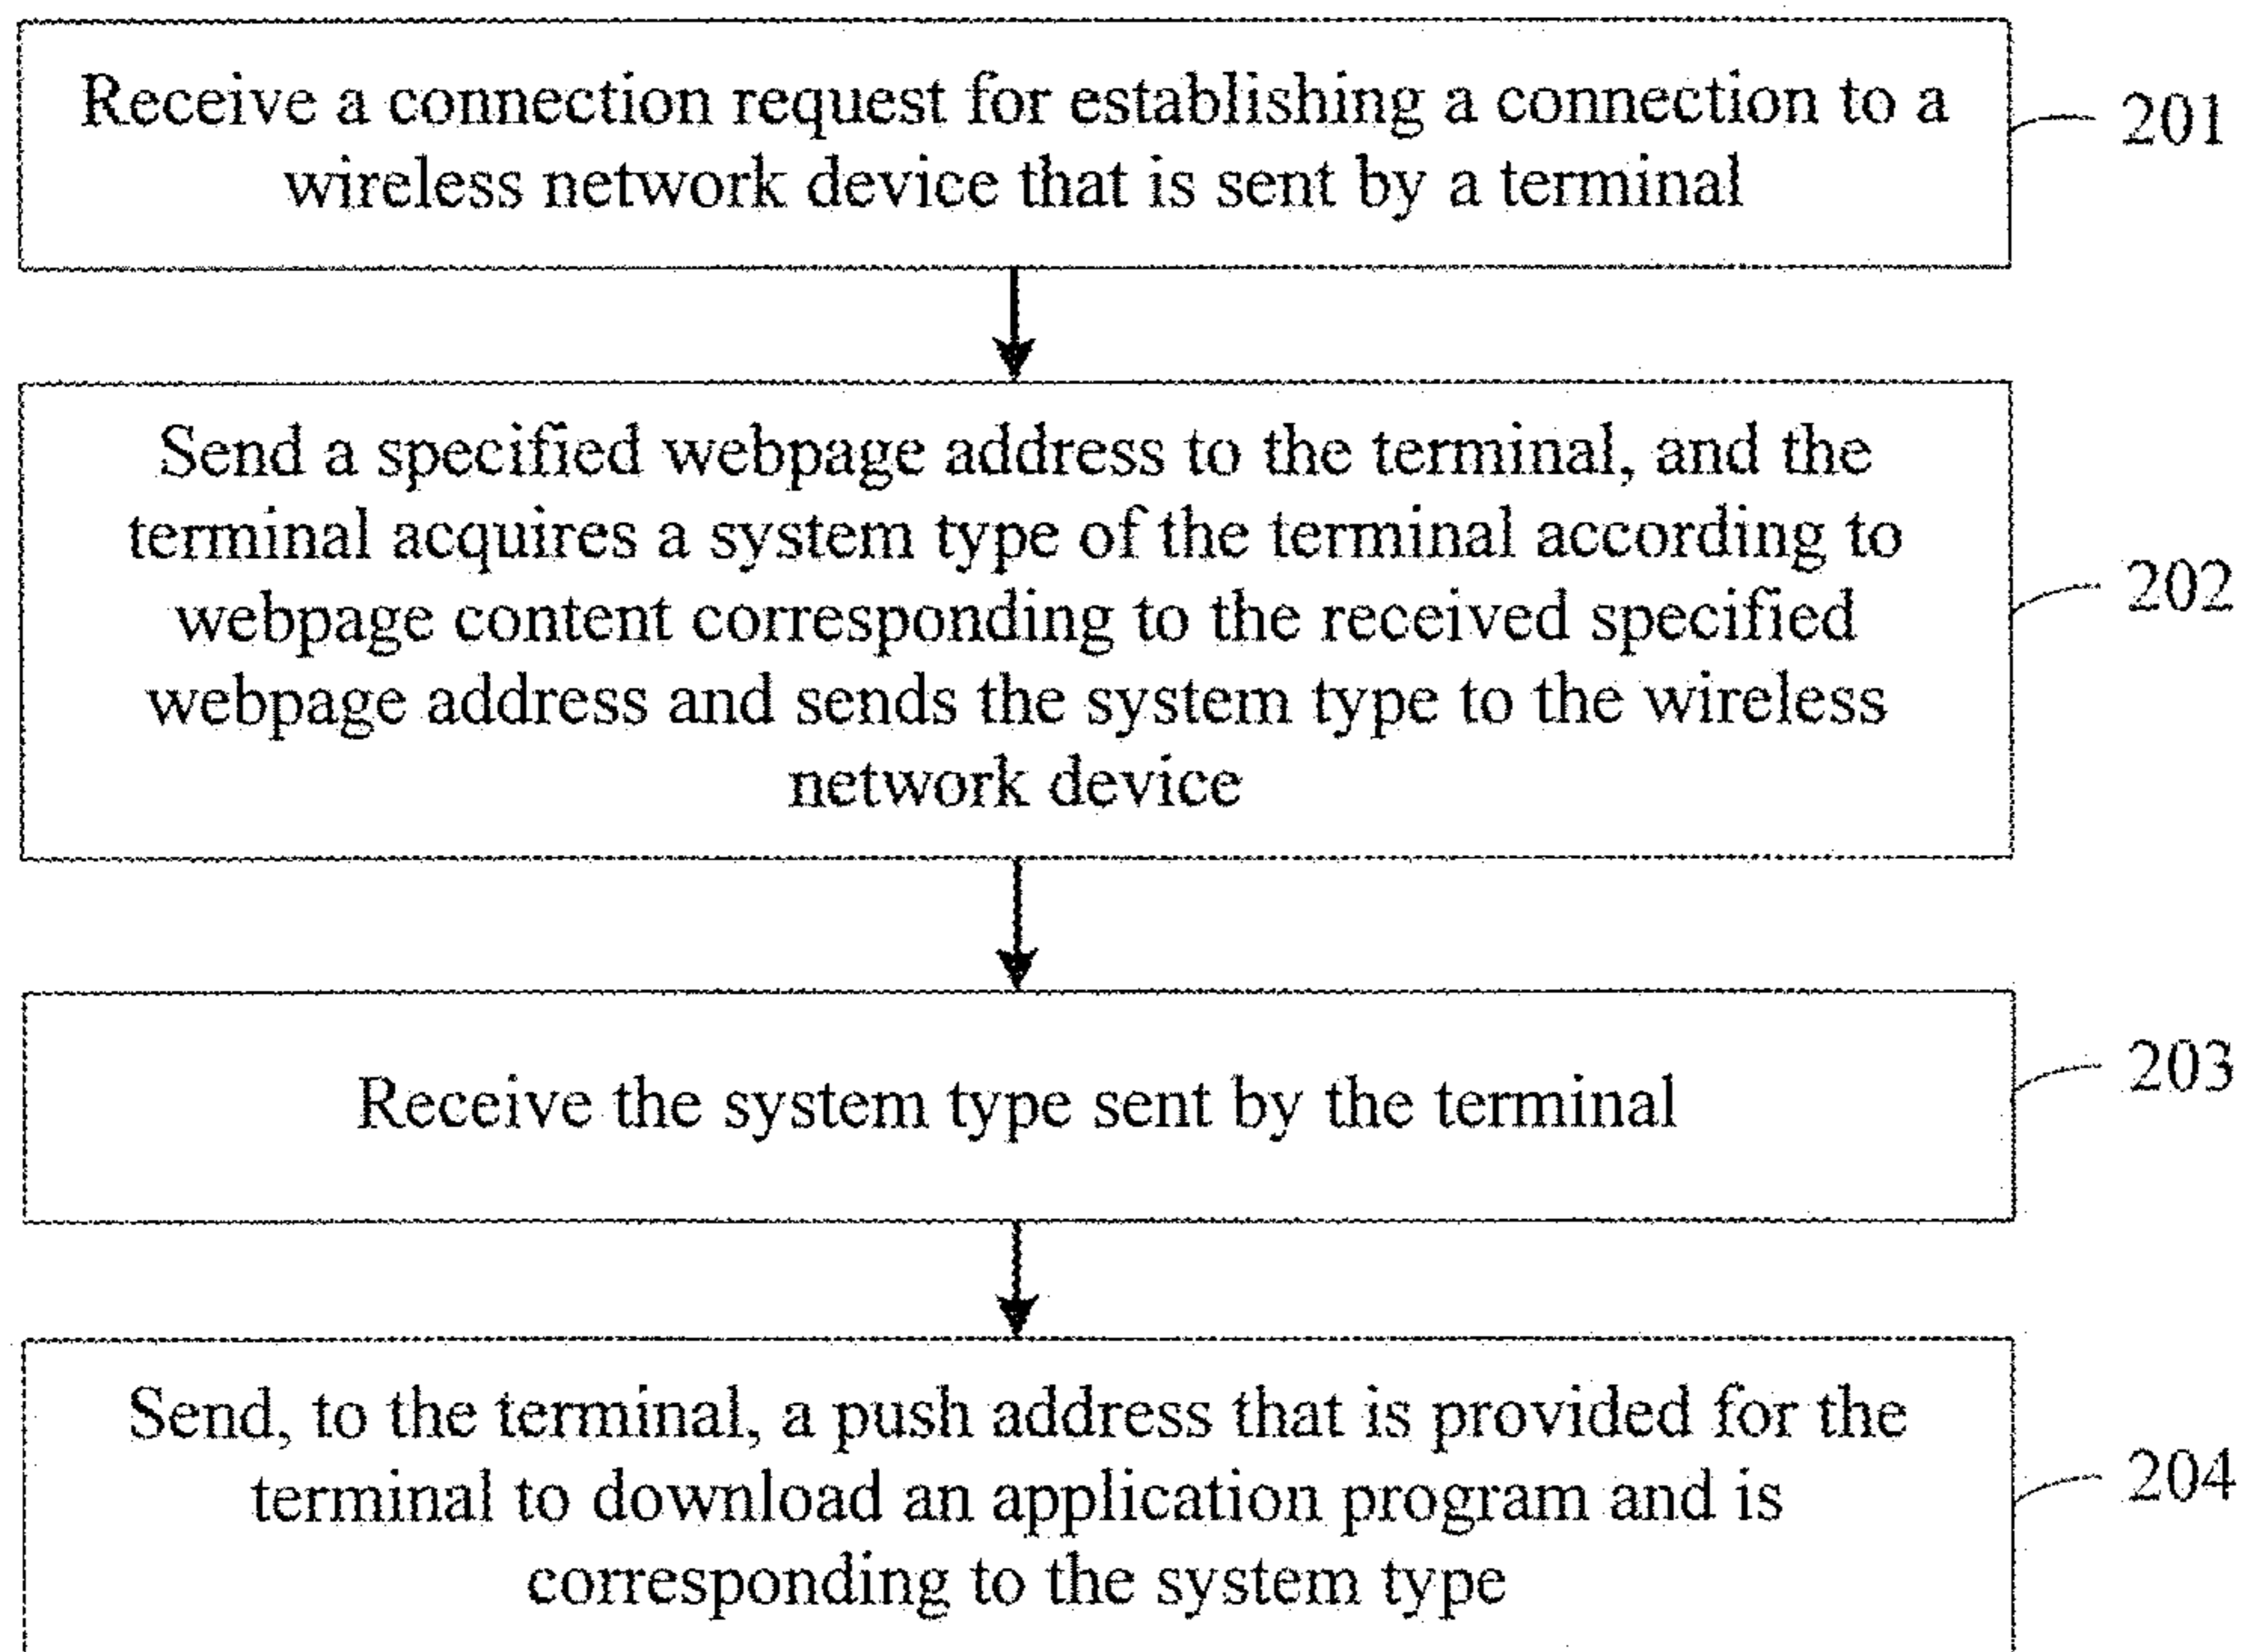 Receive a connection request for establishing a connection to a
wireless network device that is sent by a terminal
201
Send a specified webpage address to the terminal, and the
terminal acquires a system type of the terminal according to
webpage content corresponding to the received specified
webpage address and sends the system type to the wireless
network device
202
Receive the system type sent by the terminal
203
Send, to the terminal, a push address that is provided for the
terminal to download an application program and is
corresponding to the system type
204